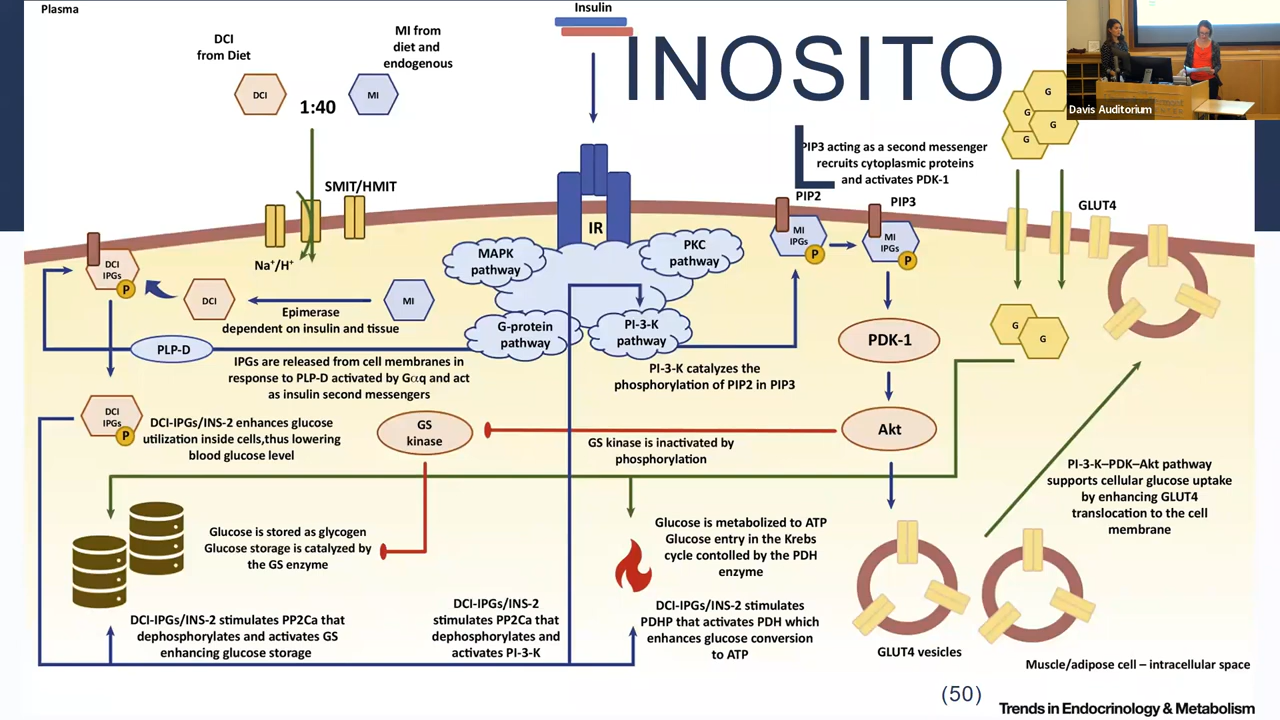 Plasma
DCI
from Diet
MI from
diet and
endogenous
Insulin
INOSITO
L
DCI
1:40
MI
G
G
G
G
Davis Auditorium
PIP3 acting as a second messenger
recruits cytoplasmic proteins
and activates PDK-1
SMIT/HMIT
PIP2
PIP3
GLUT4
IR
MAPK
pathway
PKC
pathway
MI
IPGs
P
MI
IPGs
P
DCI
IPGs
P
Na⁺/H⁺
DCI
MI
Epimerase
dependent on insulin and tissue
G-protein
pathway
PI-3-K
pathway
PLP-D
IPGs are released from cell membranes in
response to PLP-D activated by Gαq and act
as insulin second messengers
PI-3-K catalyzes the
phosphorylation of PIP2 in PIP3
PDK-1
G
G
DCI
IPGs
P
DCI-IPGs/INS-2 enhances glucose
utilization inside cells,thus lowering
blood glucose level
GS
kinase
GS kinase is inactivated by
phosphorylation
Akt
PI-3-K–PDK–Akt pathway
supports cellular glucose uptake
by enhancing GLUT4
translocation to the cell
membrane
Glucose is stored as glycogen
Glucose storage is catalyzed by
the GS enzyme
Glucose is metabolized to ATP
Glucose entry in the Krebs
cycle contolled by the PDH
enzyme
DCI-IPGs/INS-2 stimulates PP2Ca that
dephosphorylates and activates GS
enhancing glucose storage
DCI-IPGs/INS-2
stimulates PP2Ca that
dephosphorylates and
activates PI-3-K
DCI-IPGs/INS-2 stimulates
PDHP that activates PDH which
enhances glucose conversion
to ATP
GLUT4 vesicles
Muscle/adipose cell – intracellular space
(50)
Trends in Endocrinology & Metabolism